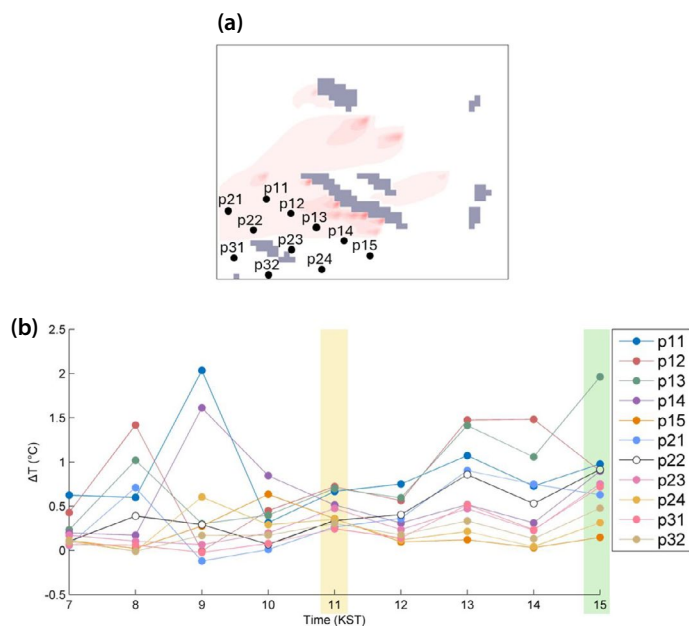 (a)
p11
p21
p12
p22
p13
p14
p23
p15
p31
p24
p32
(b)
ΔT (°C)
2.5
2
1.5
1
0.5
0
-0.5
7
8
9
10
11
12
13
14
15
Time (KST)
p11
p12
p13
p14
p15
p21
p22
p23
p24
p31
p32